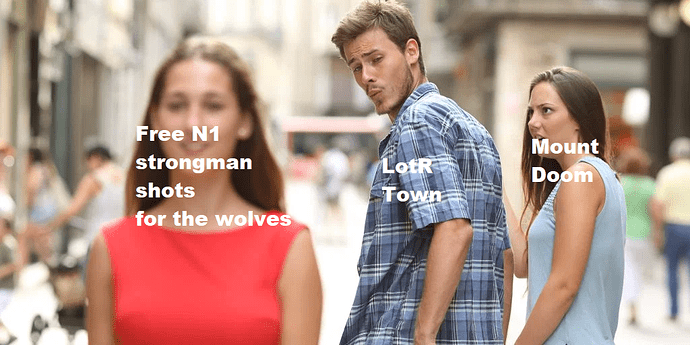 Free N1
strongman
shots
for the wolves
LotR
Town
Mount
Doom